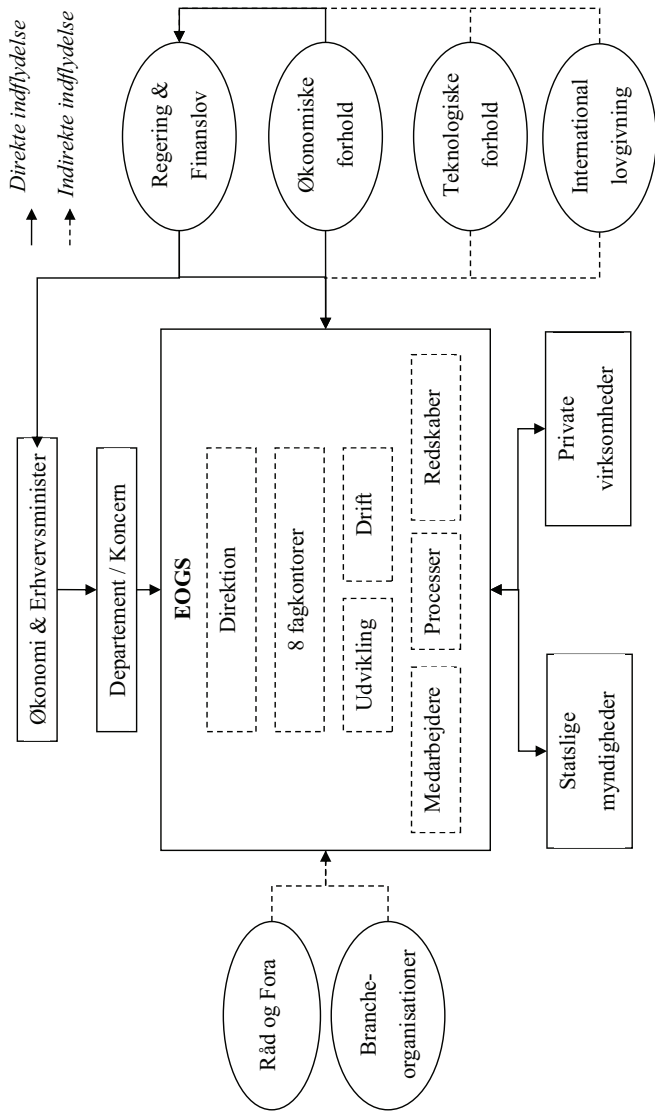 Direkte indflydelse
Indirekte indflydelse
Økonomi & Erhvervsminister
Departement / Koncern
EOGS
Direktion
8 fagkontorer
Udvikling
Drift
Medarbejdere
Processer
Redskaber
Råd og Fora
Branche-
organisationer
Regering &
Finanslov
Økonomiske
forhold
Teknologiske
forhold
International
lovgivning
Statslige
myndigheder
Private
virksomheder